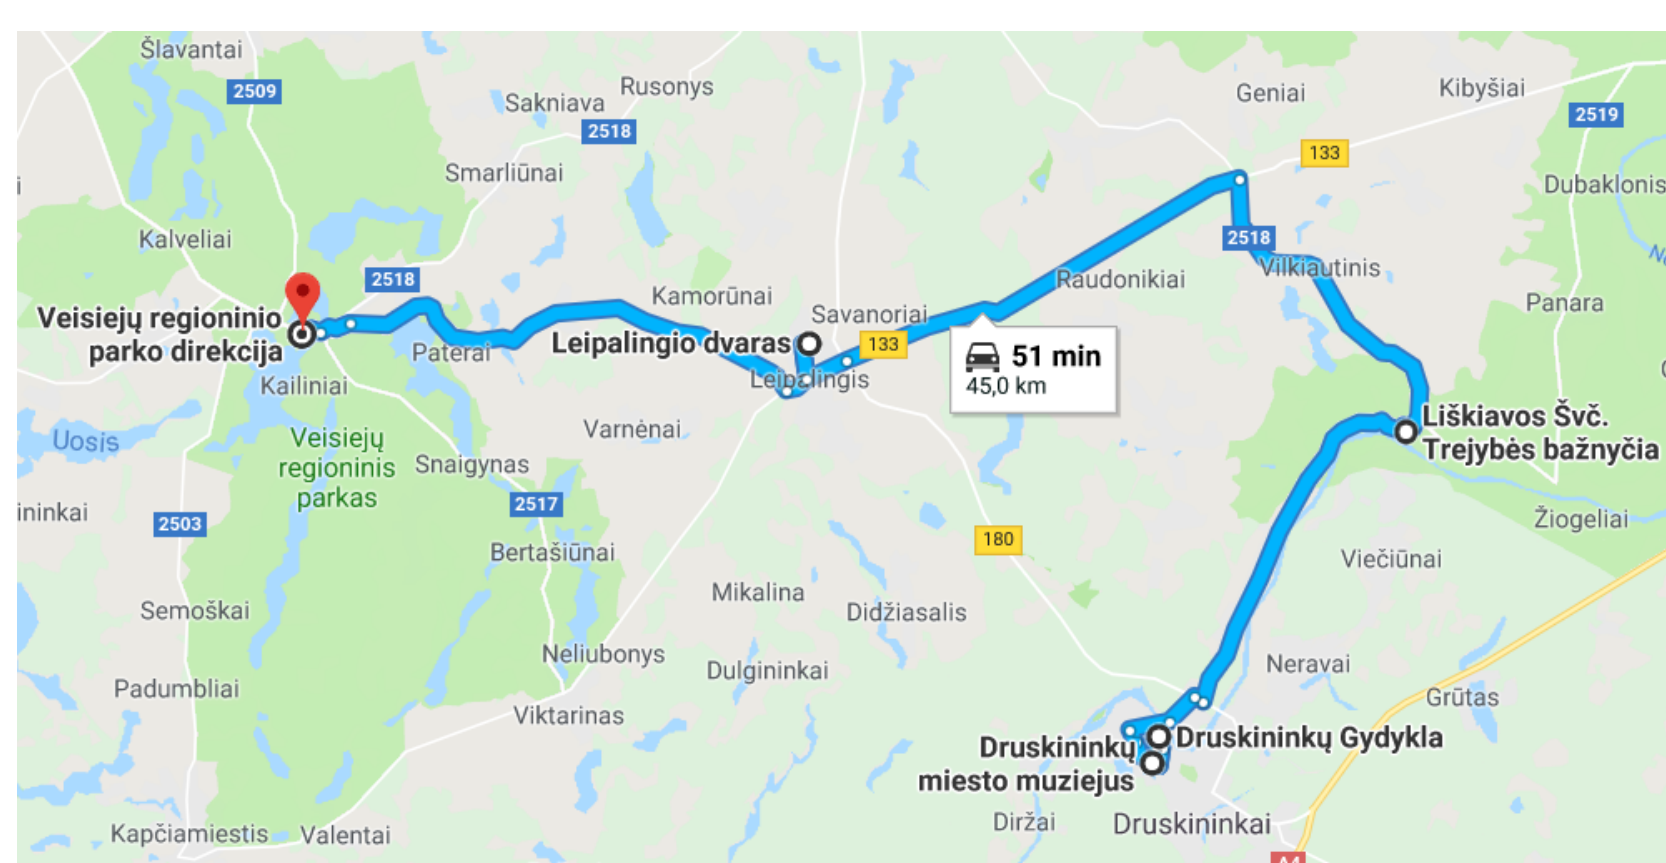 Šlavantai
2509
Sakniava
Rusonys
2518
Geniai
Kibyšiai
2519
133
Smarliūnai
Dubaklonis
Kalveliai
2518
2518
Vilkiautinis
Raudonikiai
Kamorūnai
Savanoriai
Panara
Veisiejų regioninio
parko direkcija
Paterai
Leipalingio dvaras
133
51 min
45,0 km
Leipalingis
Kailiniai
Liškiavos Švč.
Trejybės bažnyčia
Uosis
Veisiejų
regioninis
parkas
Varnėnai
Snaigynas
ininkai
2503
2517
180
Žiogeliai
Bertašiūnai
Viečiūnai
Semoškai
Mikalina
Didžiasalis
Neliubonys
Dulgininkai
Neravai
Padumbliai
Viktarinas
Grūtas
Druskininkų Gydykla
Druskininkų
miesto muziejus
Diržai
Druskininkai
Kapčiamiestis
Valentai
A4